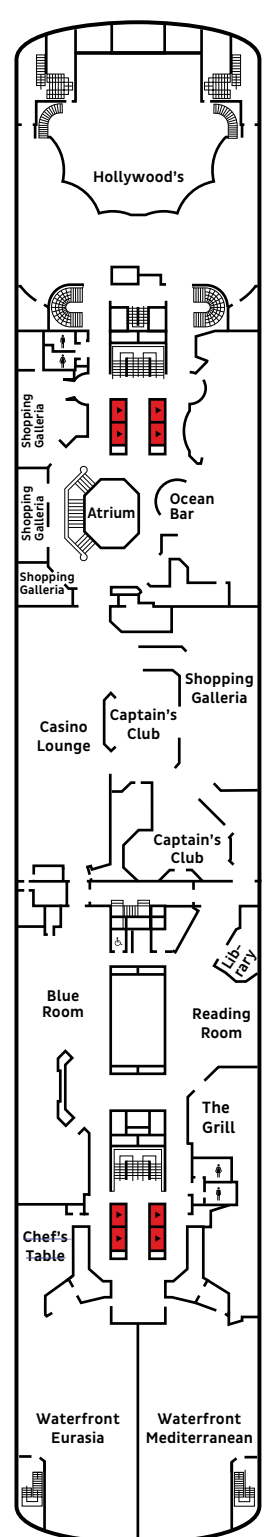 Hollywood's
Shopping
Galleria
Shopping
Galleria
Atrium
Ocean
Bar
Shopping
Galleria
Shopping
Galleria
Captain's
Club
Casino
Lounge
Captain's
Club
Lib-
rary
Blue
Room
Reading
Room
The
Grill
Chef's
Table
Waterfront
Eurasia
Waterfront
Mediterranean